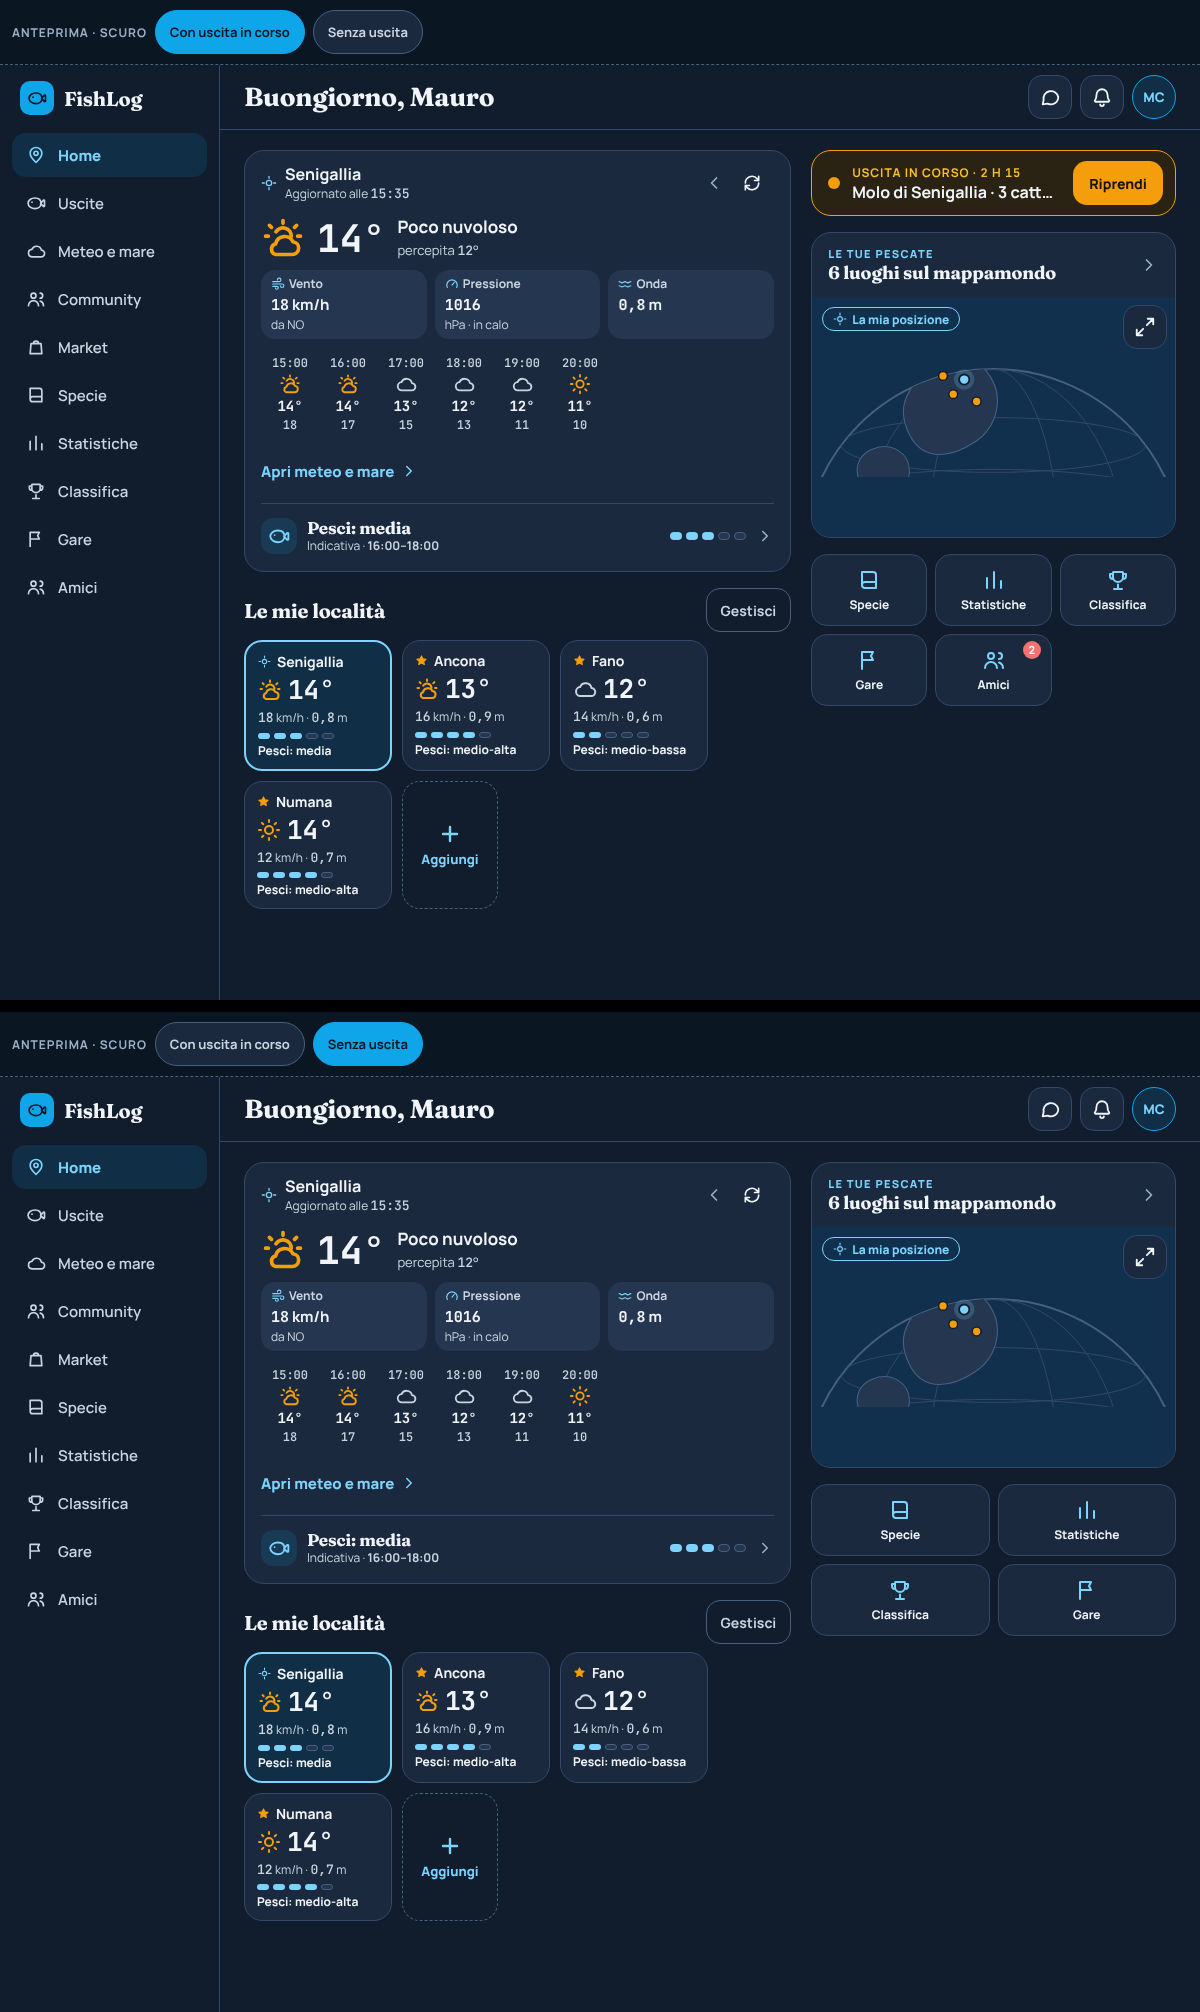 ANTEPRIMA · SCURO
Con uscita in corso
Senza uscita
FishLog
Buongiorno, Mauro
MC
Home
Uscite
Meteo e mare
Community
Market
Specie
Statistiche
Classifica
Gare
Amici
Senigallia
Aggiornato alle 15:35
14°
Poco nuvoloso
percepita 12°
Vento
18 km/h
da NO
Pressione
1016
hPa · in calo
Onda
0,8 m
15:00 16:00 17:00 18:00 19:00 20:00
14° 14° 13° 12° 12° 11°
18 17 15 13 11 10
Apri meteo e mare
Pesci: media
Indicativa · 16:00–18:00
Le mie località
Gestisci
Senigallia
14°
18 km/h · 0,8 m
Pesci: media
Ancona
13°
16 km/h · 0,9 m
Pesci: medio-alta
Fano
12°
14 km/h · 0,6 m
Pesci: medio-bassa
Numana
14°
12 km/h · 0,7 m
Pesci: medio-alta
Aggiungi
USCITA IN CORSO · 2 H 15
Molo di Senigallia · 3 catt...
Riprendi
LE TUE PESCATE
6 luoghi sul mappamondo
La mia posizione
Specie
Statistiche
Classifica
Gare
2
Amici
ANTEPRIMA · SCURO
Con uscita in corso
Senza uscita
FishLog
Buongiorno, Mauro
MC
Home
Uscite
Meteo e mare
Community
Market
Specie
Statistiche
Classifica
Gare
Amici
Senigallia
Aggiornato alle 15:35
14°
Poco nuvoloso
percepita 12°
Vento
18 km/h
da NO
Pressione
1016
hPa · in calo
Onda
0,8 m
15:00 16:00 17:00 18:00 19:00 20:00
14° 14° 13° 12° 12° 11°
18 17 15 13 11 10
Apri meteo e mare
Pesci: media
Indicativa · 16:00–18:00
Le mie località
Gestisci
Senigallia
14°
18 km/h · 0,8 m
Pesci: media
Ancona
13°
16 km/h · 0,9 m
Pesci: medio-alta
Fano
12°
14 km/h · 0,6 m
Pesci: medio-bassa
Numana
14°
12 km/h · 0,7 m
Pesci: medio-alta
Aggiungi
LE TUE PESCATE
6 luoghi sul mappamondo
La mia posizione
Specie
Statistiche
Classifica
Gare